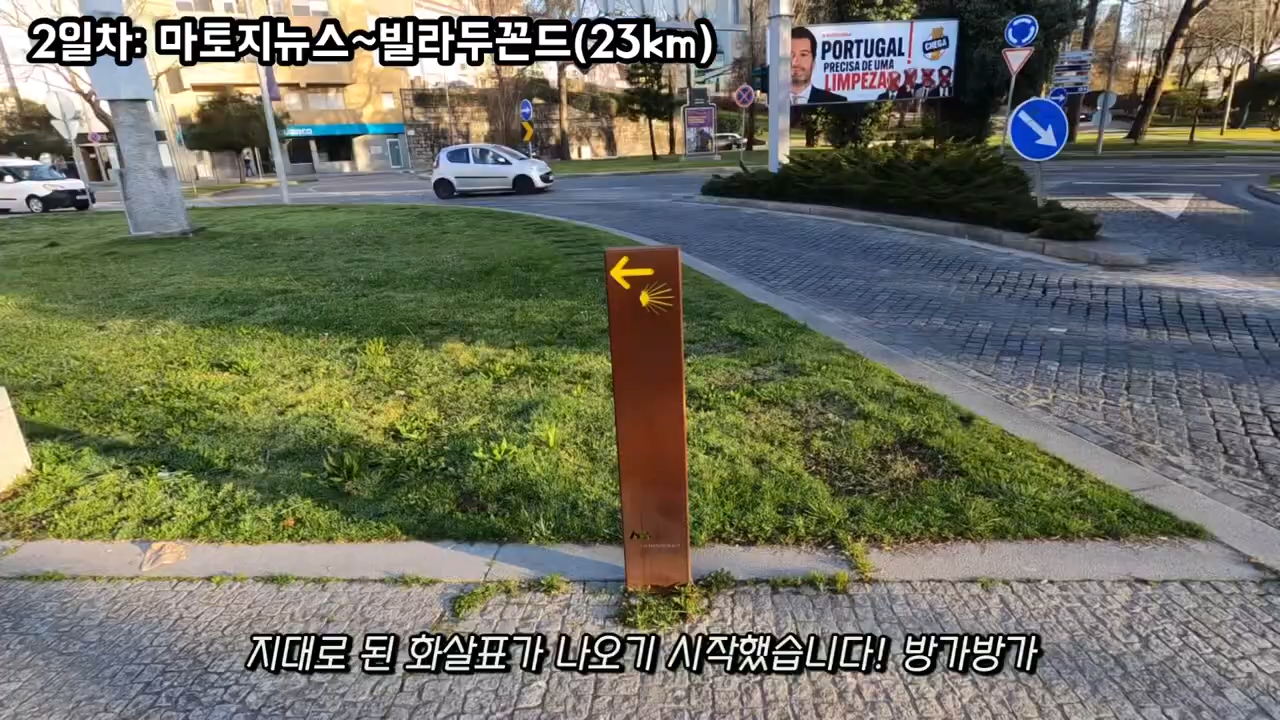 2일차: 마토지뉴스~빌라두꼰드(23km)
PORTUGAL!
PRECISA DE UMA
LIMPEZA
CHEGA
지대로 된 화살표가 나오기 시작했습니다! 방가방가